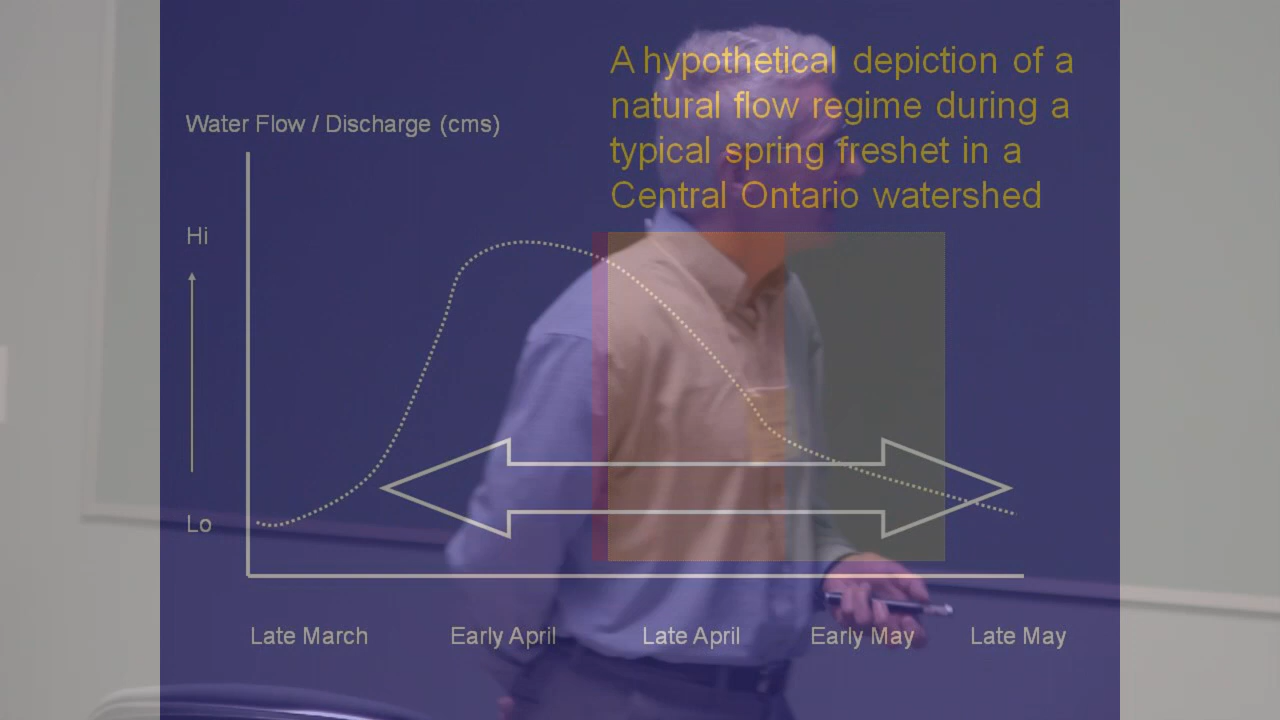 A hypothetical depiction of a
natural flow regime during a
typical spring freshet in a
Central Ontario watershed
Water Flow / Discharge (cms)
Hi
Lo
Late March
Early April
Late April
Early May
Late May